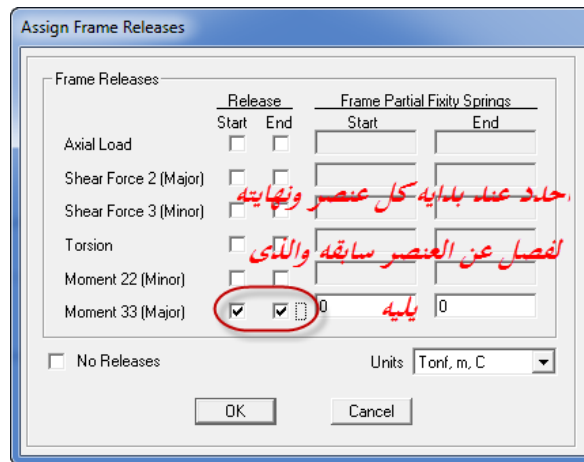 Assign Frame Releases
Frame Releases
Release Frame Partial Fixity Springs
Start End Start End
Axial Load
Shear Force 2 (Major)
Shear Force 3 (Minor)
احدد عند بدايه كل عنصر ونهايته
Torsion
لفصل عن العنصر سابقه والذى
Moment 22 (Minor)
Moment 33 (Major) 0 0
يليه
No Releases Units Tonf, m, C
OK Cancel